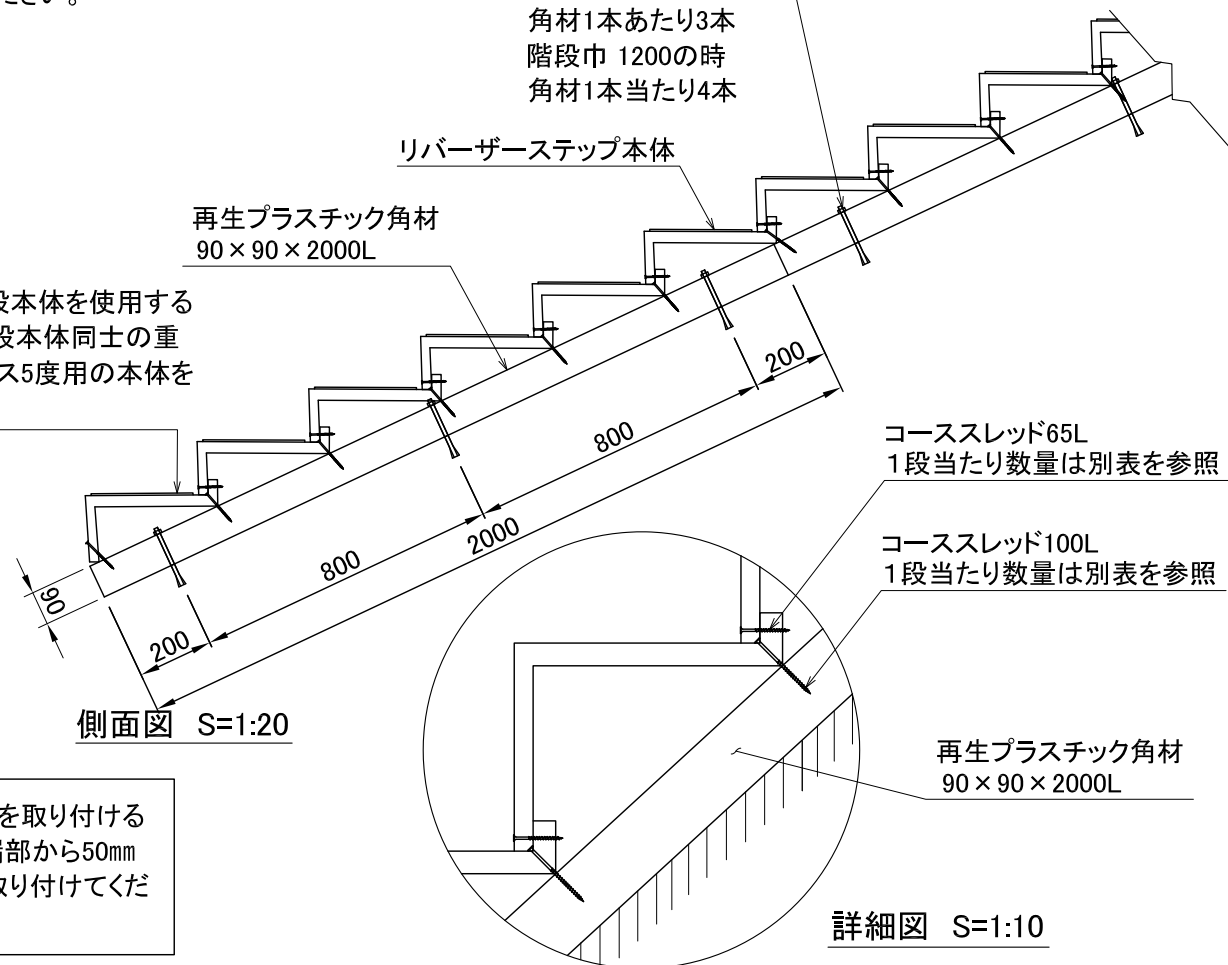 ださい。
角材1本あたり3本
階段巾 1200の時
角材1本当たり4本
リバーザーステップ本体
再生プラスチック角材
90×90×2000L
段本体を使用する
段本体同士の重
ス5度用の本体を
200
800
2000
800
200
90
コーススレッド65L
1段当たり数量は別表を参照
コーススレッド100L
1段当たり数量は別表を参照
側面図 S=1:20
再生プラスチック角材
90×90×2000L
を取り付ける
部から50mm
取り付けてくだ
詳細図 S=1:10